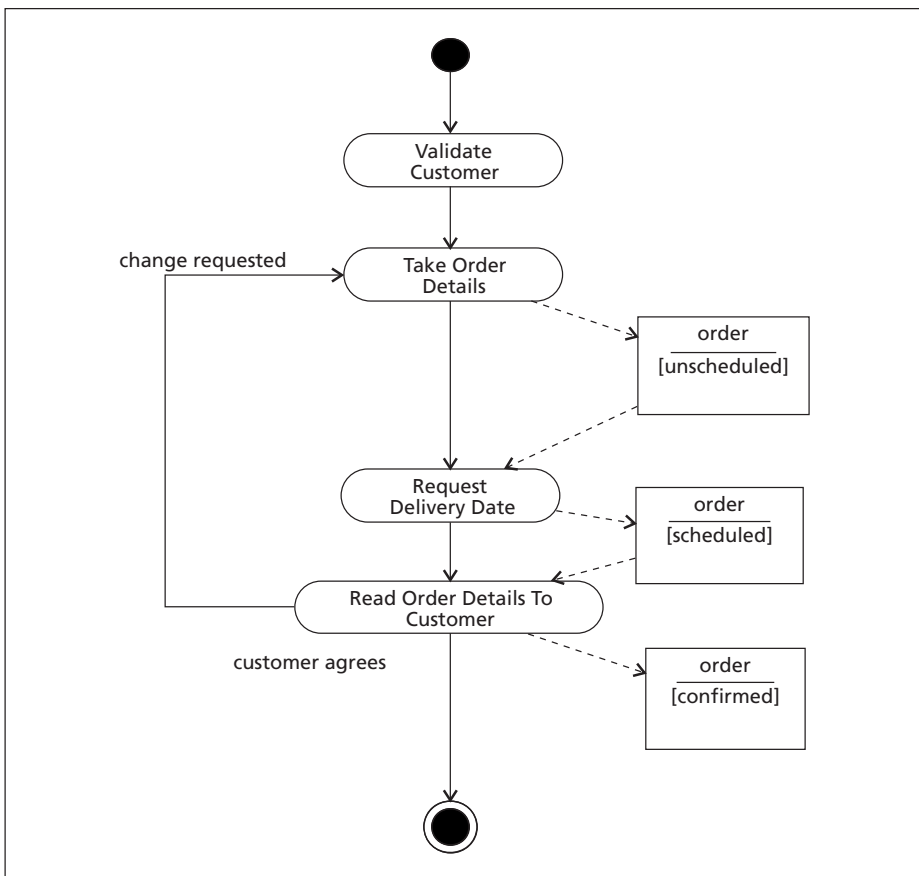 Validate
Customer
change requested
Take Order
Details
order
[unscheduled]
Request
Delivery Date
order
[scheduled]
Read Order Details To
Customer
customer agrees
order
[confirmed]